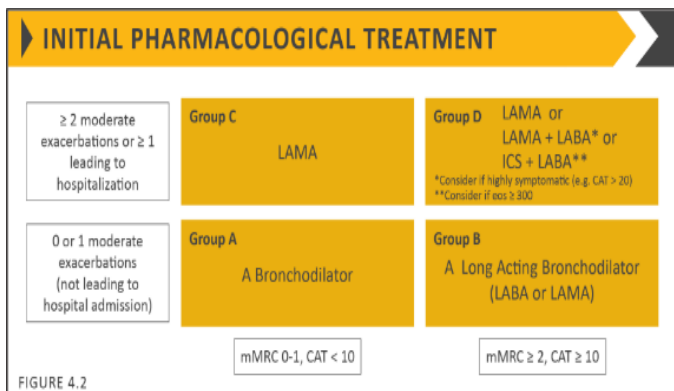 INITIAL PHARMACOLOGICAL TREATMENT
≥ 2 moderate
exacerbations or ≥ 1
leading to
hospitalization
Group C
LAMA
Group D
LAMA or
LAMA + LABA* or
ICS + LABA**
*Consider if highly symptomatic (e.g. CAT > 20)
**Consider if eos ≥ 300
0 or 1 moderate
exacerbations
(not leading to
hospital admission)
Group A
A Bronchodilator
Group B
A Long Acting Bronchodilator
(LABA or LAMA)
mMRC 0-1, CAT < 10
mMRC ≥ 2, CAT ≥ 10
FIGURE 4.2